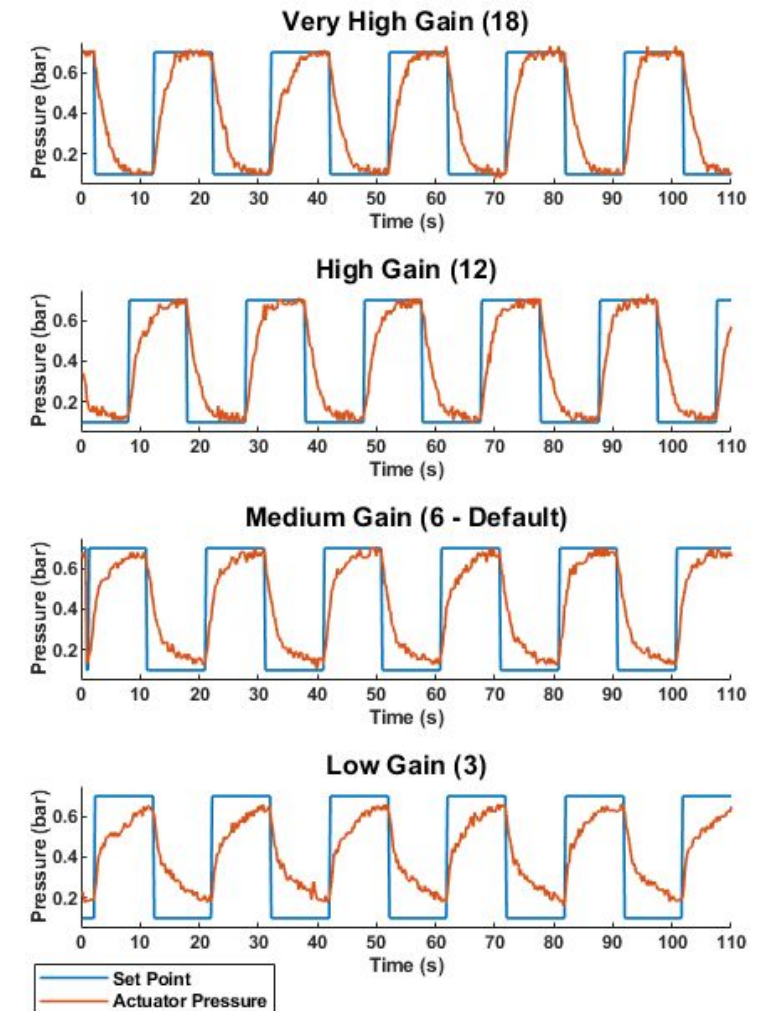 Very High Gain (18)
Pressure (bar)
0.6
0.4
0.2
0 10 20 30 40 50 60 70 80 90 100 110
Time (s)
High Gain (12)
Pressure (bar)
0.6
0.4
0.2
0 10 20 30 40 50 60 70 80 90 100 110
Time (s)
Medium Gain (6 - Default)
Pressure (bar)
0.6
0.4
0.2
0 10 20 30 40 50 60 70 80 90 100 110
Time (s)
Low Gain (3)
Pressure (bar)
0.6
0.4
0.2
0 10 20 30 40 50 60 70 80 90 100 110
Time (s)
Set Point
Actuator Pressure